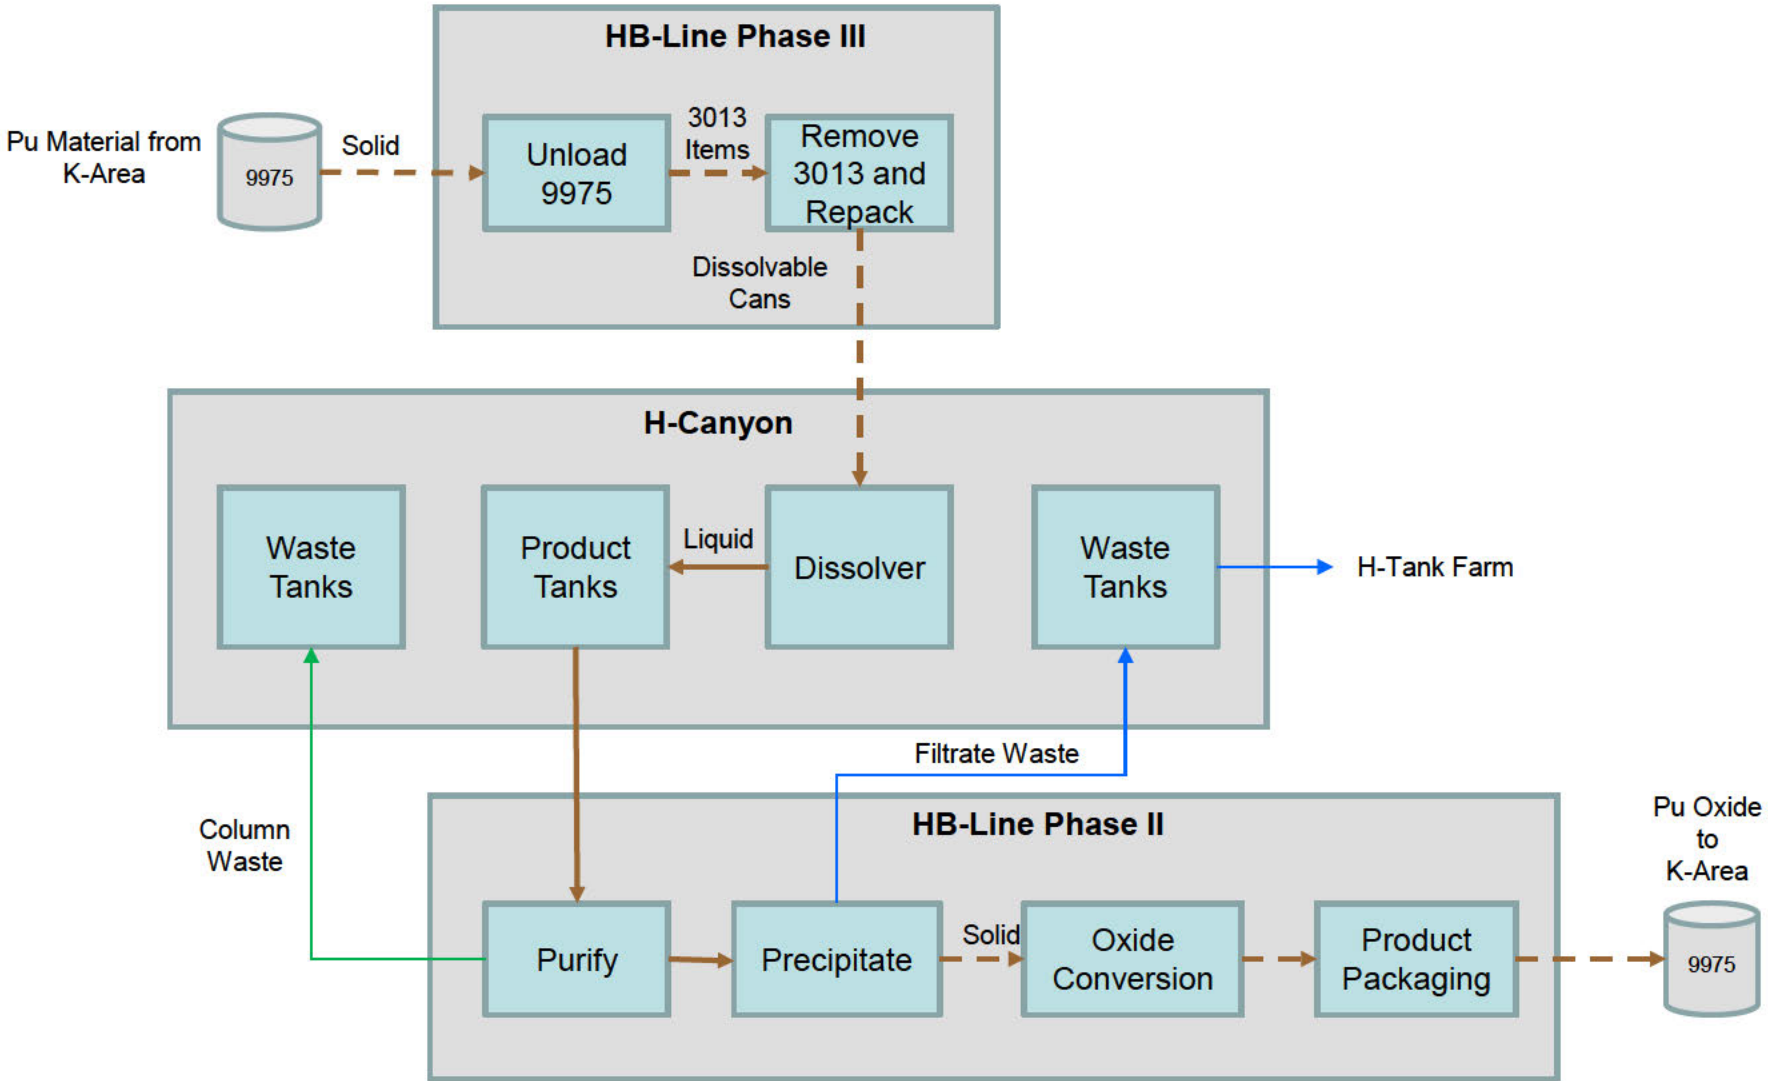 HB-Line Phase III
Pu Material from
K-Area
9975
Solid
Unload
9975
3013
Items
Remove
3013 and
Repack
Dissolvable
Cans
H-Canyon
Waste
Tanks
Product
Tanks
Liquid
Dissolver
Waste
Tanks
H-Tank Farm
Filtrate Waste
Column
Waste
HB-Line Phase II
Purify
Precipitate
Solid
Oxide
Conversion
Product
Packaging
Pu Oxide
to
K-Area
9975